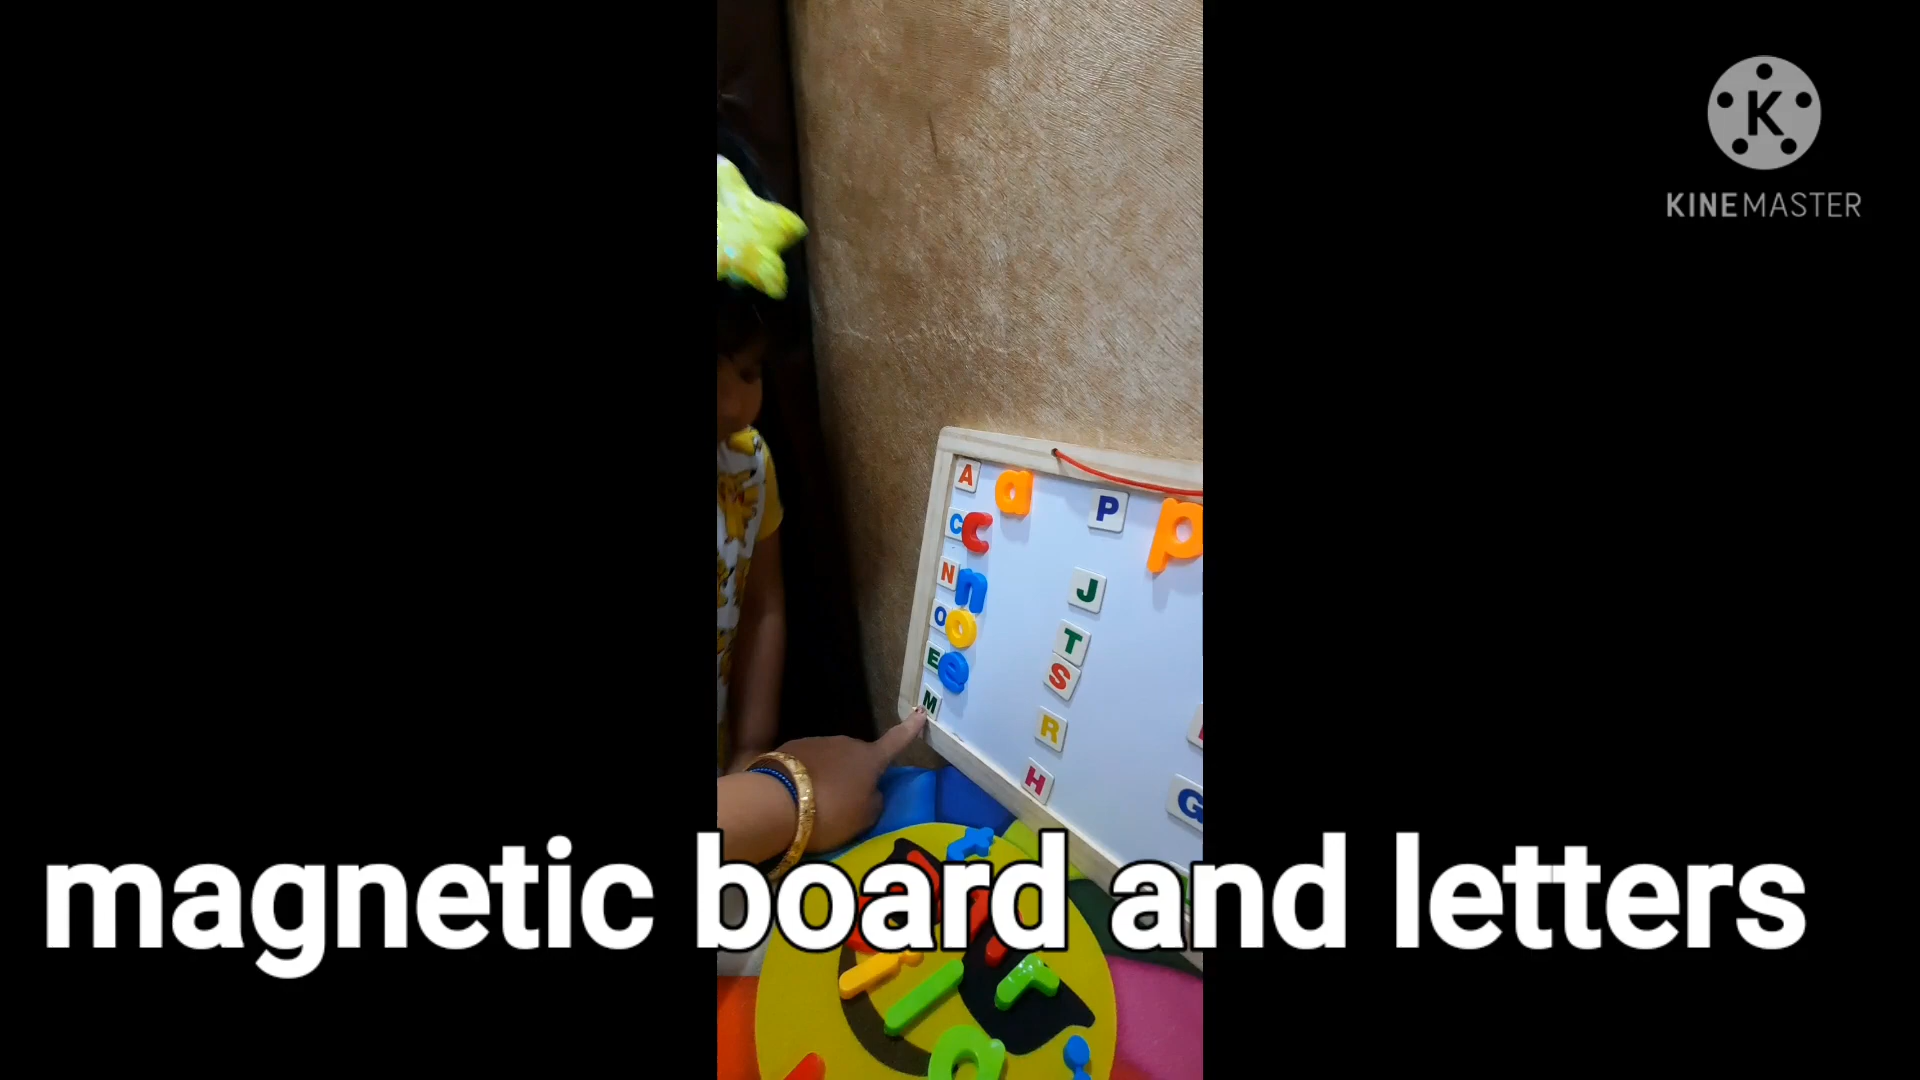 K
KINEMASTER
A a
P p
C c
N n
J
O o
T
E e
S
M
R
H
G
magnetic board and letters